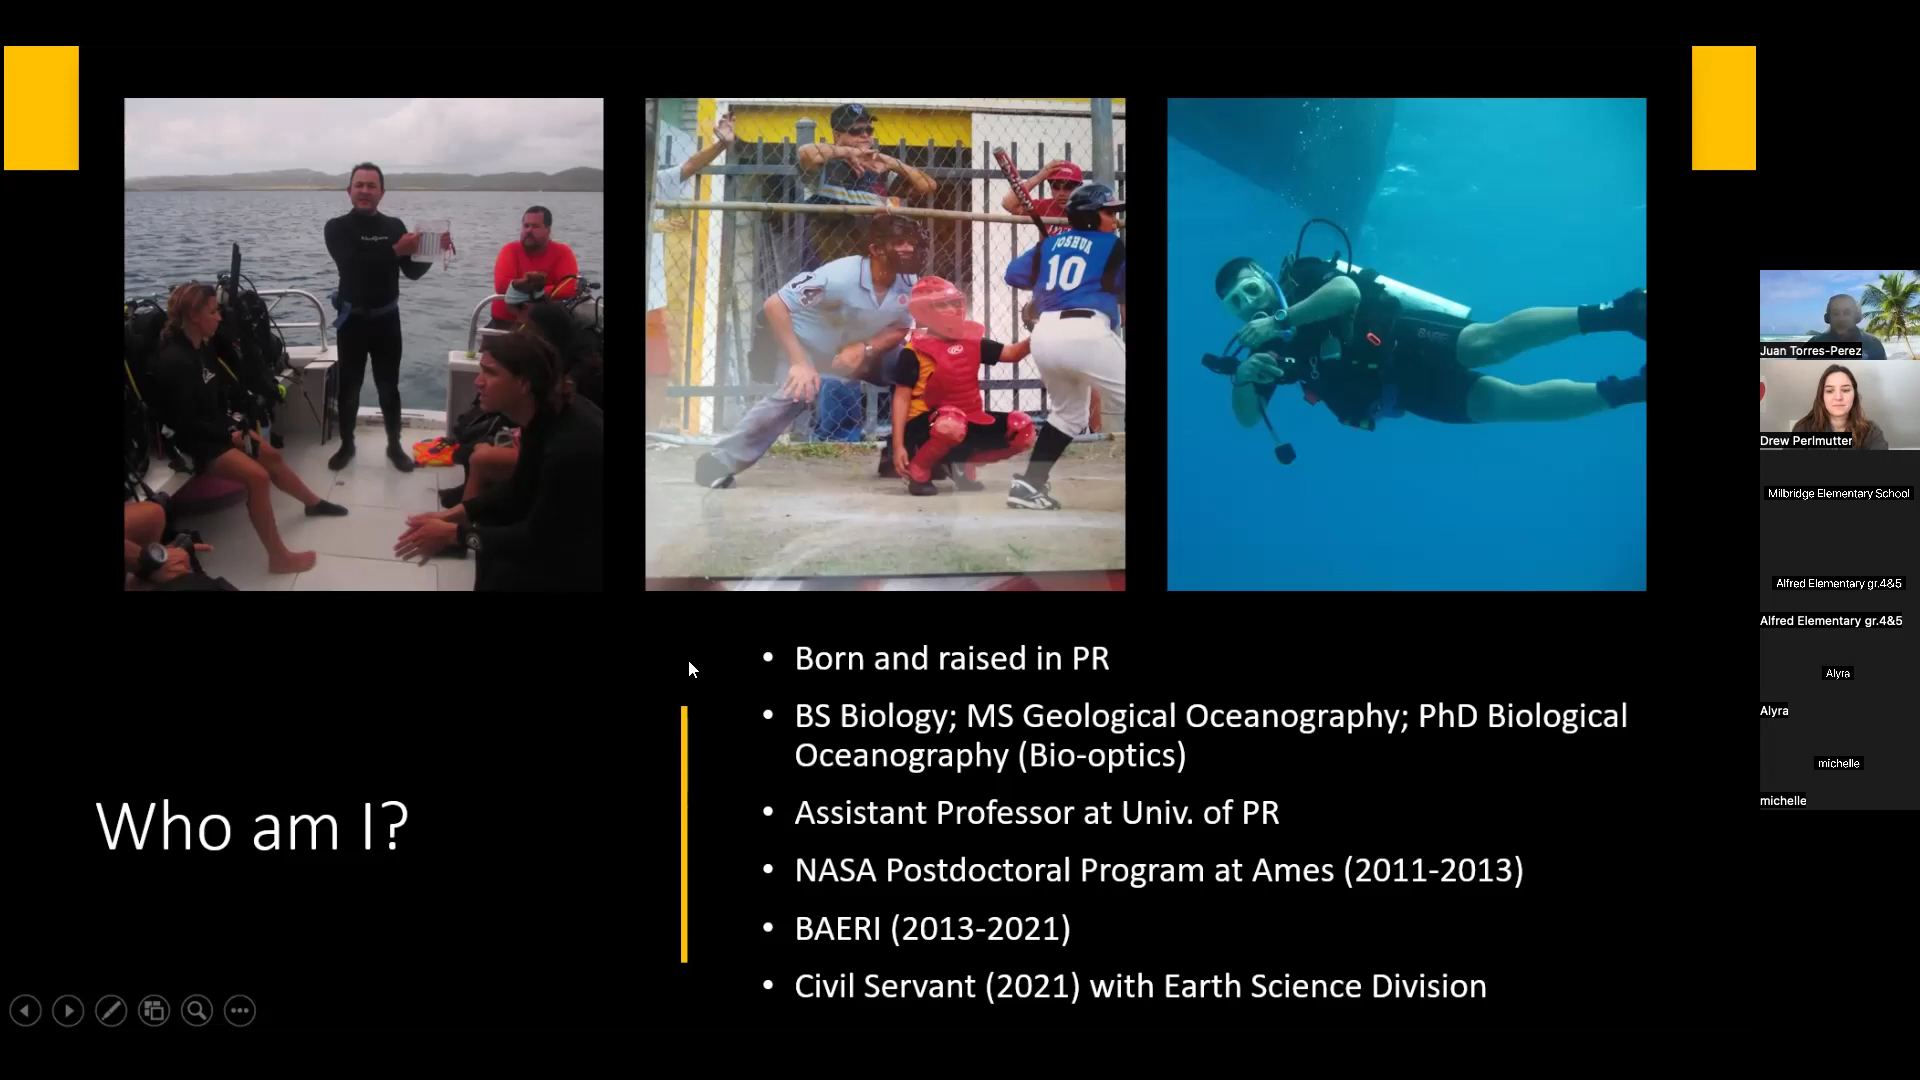 JOSHUA
10
14
Who am I?
• Born and raised in PR
• BS Biology; MS Geological Oceanography; PhD Biological
Oceanography (Bio-optics)
• Assistant Professor at Univ. of PR
• NASA Postdoctoral Program at Ames (2011-2013)
• BAERI (2013-2021)
• Civil Servant (2021) with Earth Science Division
Juan Torres-Perez
Drew Perlmutter
Milbridge Elementary School
Alfred Elementary gr.4&5
Alfred Elementary gr.4&5
Alyra
Alyra
michelle
michelle